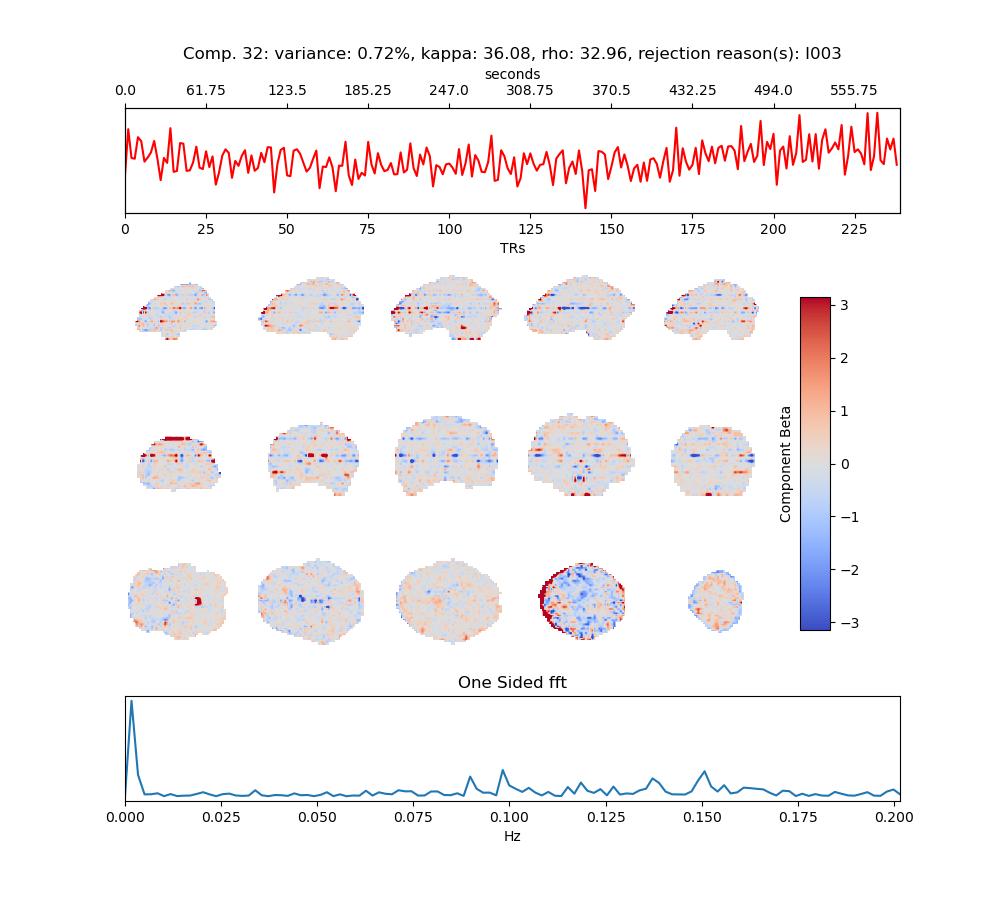 Comp. 32: variance: 0.72%, kappa: 36.08, rho: 32.96, rejection reason(s): I003
seconds
0.0 61.75 123.5 185.25 247.0 308.75 370.5 432.25 494.0 555.75
0 25 50 75 100 125 150 175 200 225
TRs
3
2
1
0
−1
−2
−3
Component Beta
One Sided fft
0.000 0.025 0.050 0.075 0.100 0.125 0.150 0.175 0.200
Hz